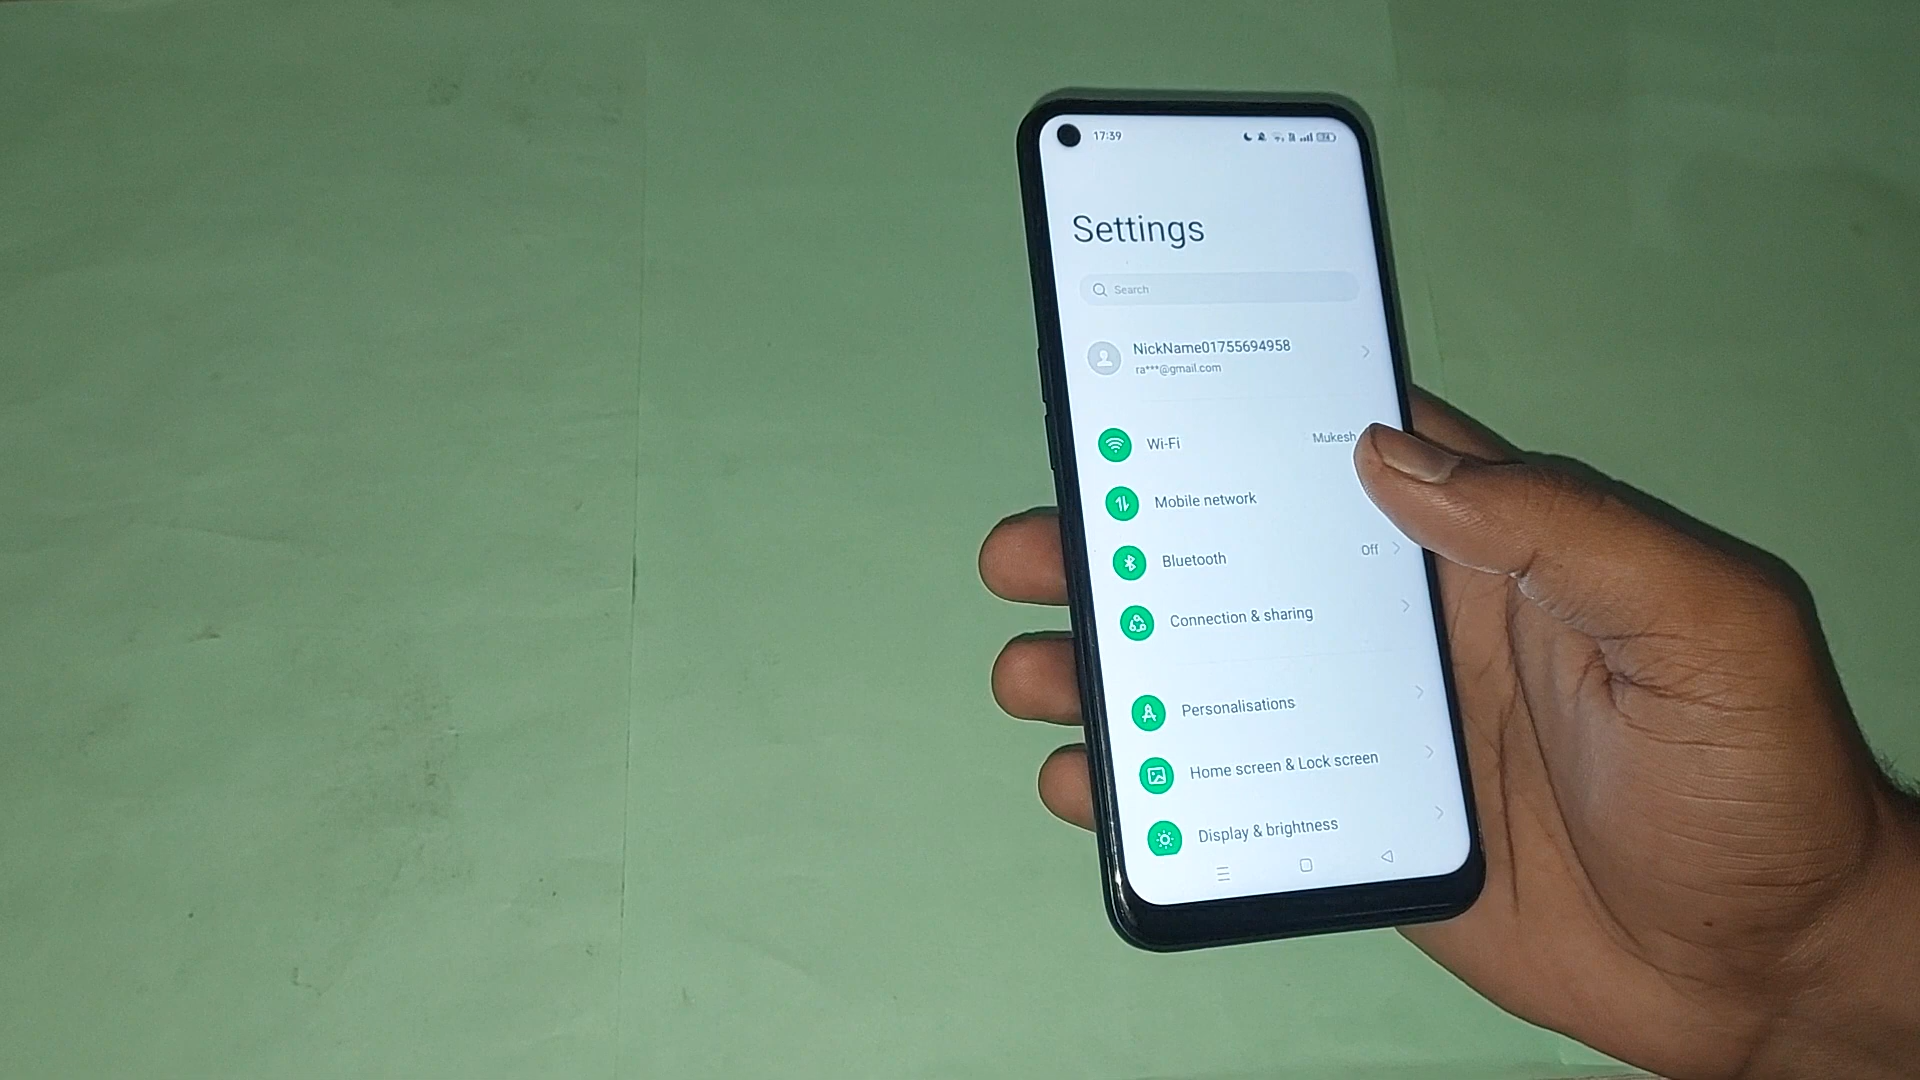 17:39
Settings
Search
NickName01755694958
ra***@gmail.com
Wi-Fi Mukesh
Mobile network
Bluetooth Off
Connection & sharing
Personalisations
Home screen & Lock screen
Display & brightness